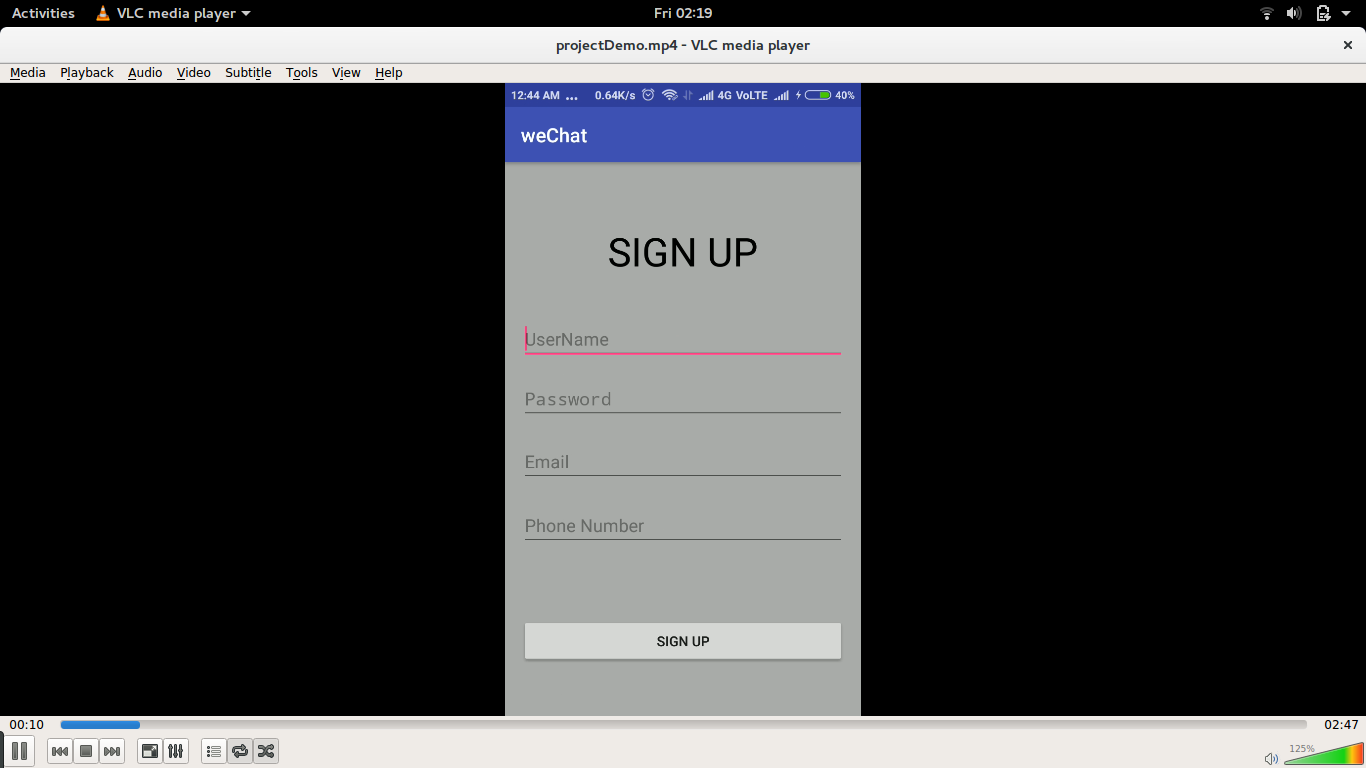 Activities VLC media player Fri 02:19
projectDemo.mp4 - VLC media player
Media Playback Audio Video Subtitle Tools View Help
12:44 AM ... 0.64K/s 4G VoLTE 40%
weChat
SIGN UP
UserName
Password
Email
Phone Number
SIGN UP
00:10 02:47
125%